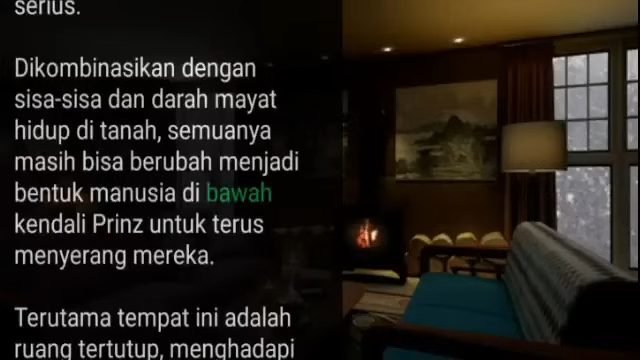 serius.
Dikombinasikan dengan
sisa-sisa dan darah mayat
hidup di tanah, semuanya
masih bisa berubah menjadi
bentuk manusia di bawah
kendali Prinz untuk terus
menyerang mereka.
Terutama tempat ini adalah
ruang tertutup, menghadapi